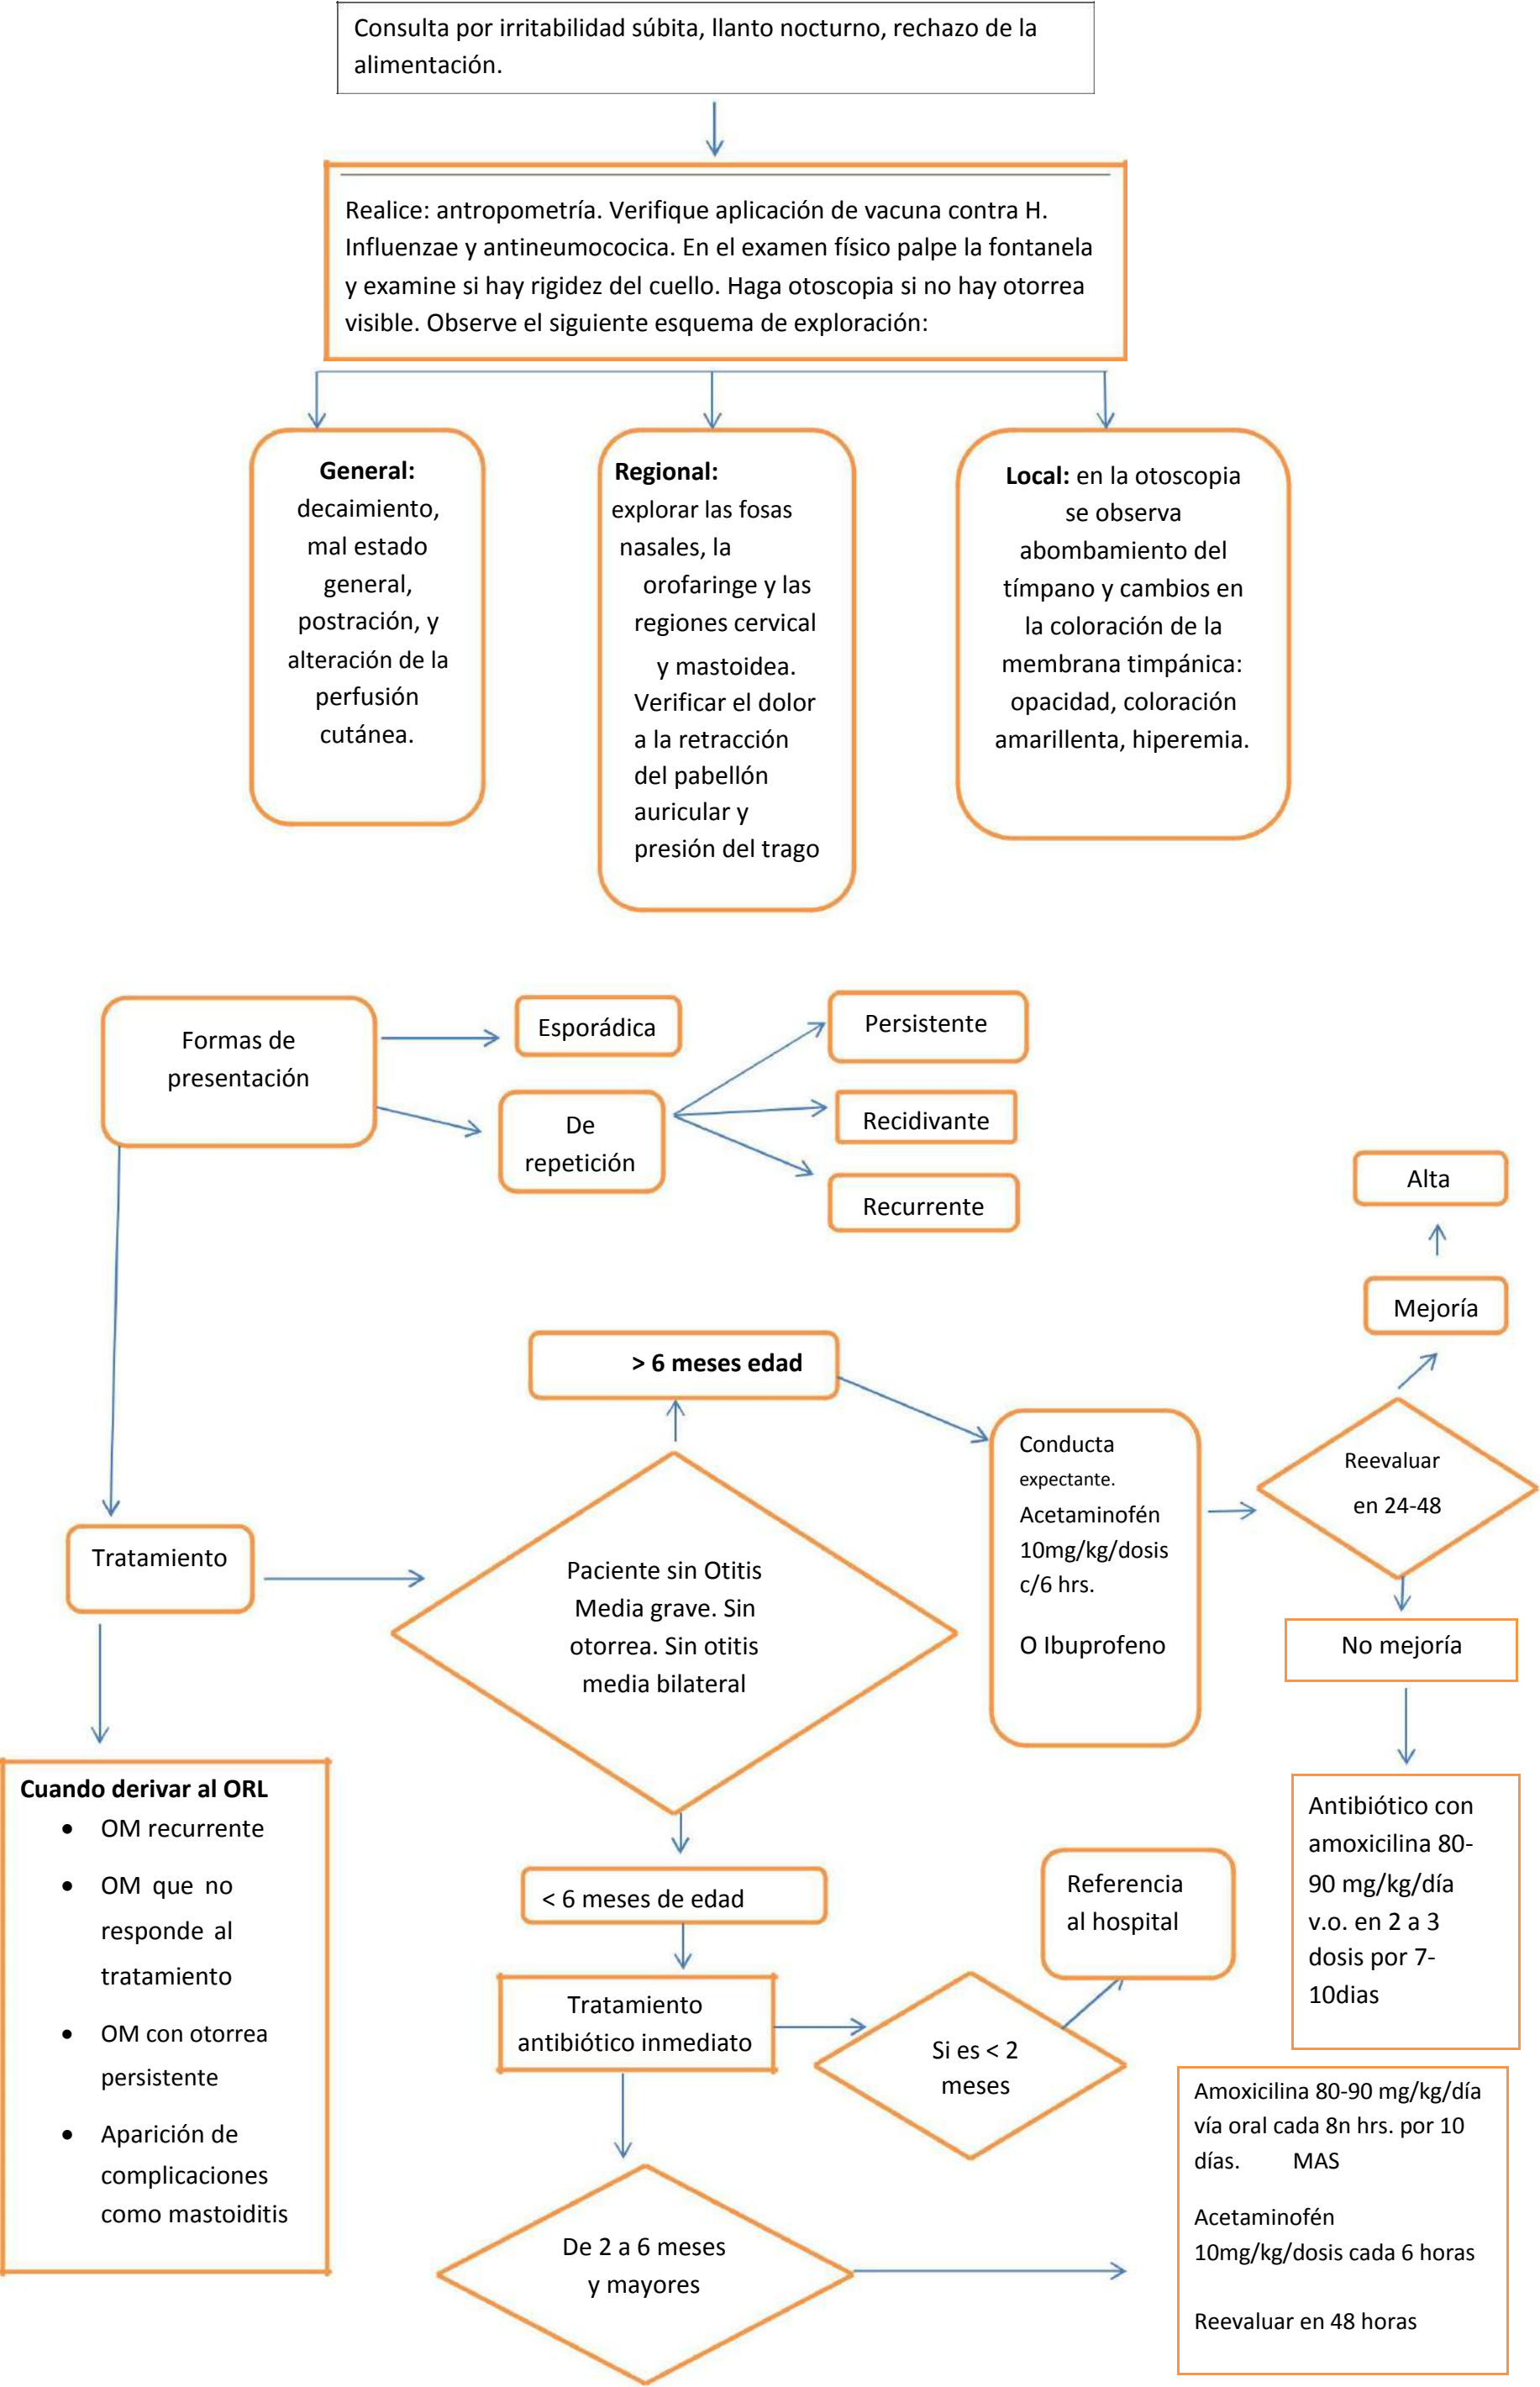 Consulta por irritabilidad súbita, llanto nocturno, rechazo de la
alimentación.
Realice: antropometría. Verifique aplicación de vacuna contra H.
Influenzae y antineumococica. En el examen físico palpe la fontanela
y examine si hay rigidez del cuello. Haga otoscopia si no hay otorrea
visible. Observe el siguiente esquema de exploración:
General:
decaimiento,
mal estado
general,
postración, y
alteración de la
perfusión
cutánea.
Regional:
explorar las fosas
nasales, la
orofaringe y las
regiones cervical
y mastoidea.
Verificar el dolor
a la retracción
del pabellón
auricular y
presión del trago
Local: en la otoscopia
se observa
abombamiento del
tímpano y cambios en
la coloración de la
membrana timpánica:
opacidad, coloración
amarillenta, hiperemia.
Formas de
presentación
Esporádica
De
repetición
Persistente
Recidivante
Recurrente
Alta
Mejoría
> 6 meses edad
Conducta
expectante.
Acetaminofén
10mg/kg/dosis
c/6 hrs.
O Ibuprofeno
Reevaluar
en 24-48
Tratamiento
Paciente sin Otitis
Media grave. Sin
otorrea. Sin otitis
media bilateral
No mejoría
Cuando derivar al ORL
• OM recurrente
• OM que no
responde al
tratamiento
• OM con otorrea
persistente
• Aparición de
complicaciones
como mastoiditis
Antibiótico con
amoxicilina 80-
90 mg/kg/día
v.o. en 2 a 3
dosis por 7-
10dias
< 6 meses de edad
Referencia
al hospital
Tratamiento
antibiótico inmediato
Si es < 2
meses
De 2 a 6 meses
y mayores
Amoxicilina 80-90 mg/kg/día
vía oral cada 8n hrs. por 10
días. MAS
Acetaminofén
10mg/kg/dosis cada 6 horas
Reevaluar en 48 horas